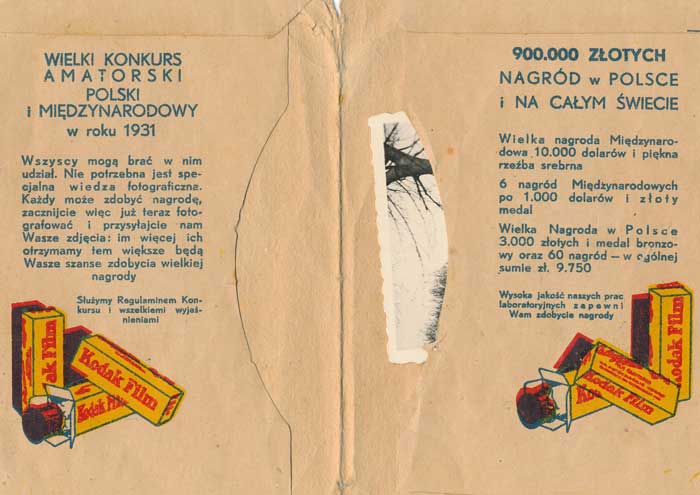 WIELKI KONKURS
AMATORSKI
POLSKI
i MIĘDZYNARODOWY
w roku 1931
Wszyscy mogą brać w nim
udział. Nie potrzebna jest spe-
cjalna wiedza fotograficzna.
Każdy może zdobyć nagrodę,
zacznijcie więc już teraz foto-
grafować i przysyłajcie nam
Wasze zdjęcia: im więcej ich
otrzymamy tem większe będą
Wasze szanse zdobycia wielkiej
nagrody
Służymy Regulaminem Kon-
kursu i wszelkiemi wyjaś-
nieniami
Kodak Film
Kodak Film
Kodak Film
900.000 ZŁOTYCH
NAGRÓD w POLSCE
i NA CAŁYM ŚWIECIE
Wielka nagroda Międzynaro-
dowa 10.000 dolarów i piękna
rzeźba srebrna
6 nagród Międzynarodowych
po 1.000 dolarów i złoty
medal
Wielka Nagroda w Polsce
3.000 złotych i medal bronzo-
wy oraz 60 nagród — w ogólnej
sumie zł. 9.750
Wysoka jakość naszych prac
laboratoryjnych zapewni
Wam zdobycie nagrody
Kodak Film
Kodak Film